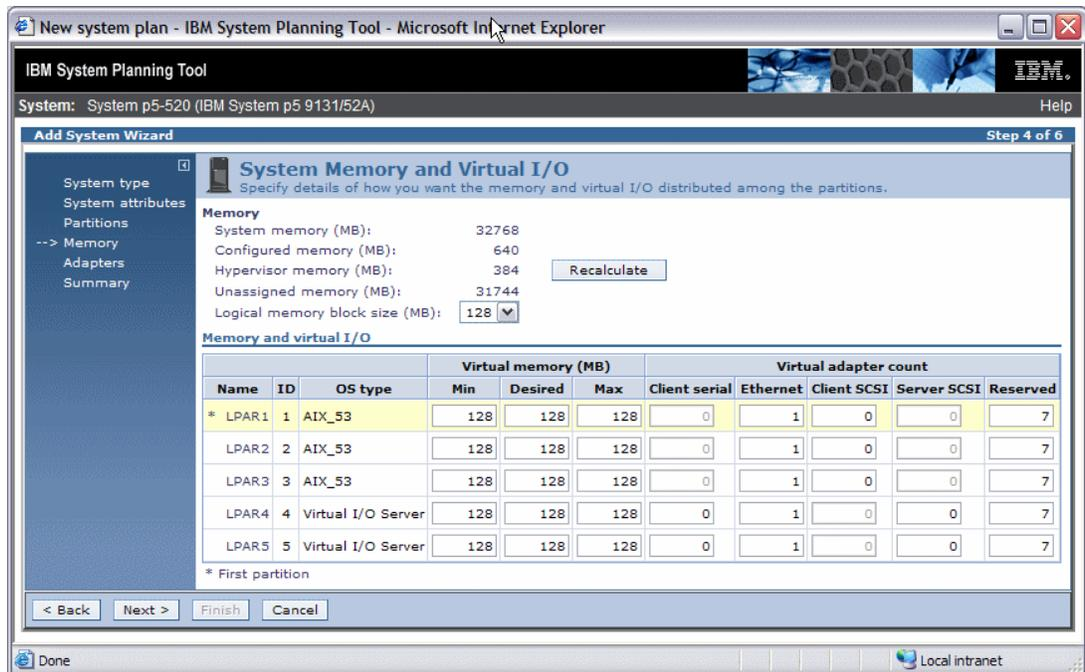 New system plan - IBM System Planning Tool - Microsoft Internet Explorer
IBM System Planning Tool
IBM.
System: System p5-520 (IBM System p5 9131/52A) Help
Add System Wizard Step 4 of 6
System type
System attributes
Partitions
--> Memory
Adapters
Summary
System Memory and Virtual I/O
Specify details of how you want the memory and virtual I/O distributed among the partitions.
Memory
System memory (MB): 32768
Configured memory (MB): 640
Hypervisor memory (MB): 384 Recalculate
Unassigned memory (MB): 31744
Logical memory block size (MB): 128
Memory and virtual I/O
Virtual memory (MB) Virtual adapter count
Name ID OS type Min Desired Max Client serial Ethernet Client SCSI Server SCSI Reserved
* LPAR1 1 AIX_53 128 128 128 0 1 0 0 7
LPAR2 2 AIX_53 128 128 128 0 1 0 0 7
LPAR3 3 AIX_53 128 128 128 0 1 0 0 7
LPAR4 4 Virtual I/O Server 128 128 128 0 1 0 0 7
LPAR5 5 Virtual I/O Server 128 128 128 0 1 0 0 7
* First partition
< Back Next > Finish Cancel
Done Local intranet